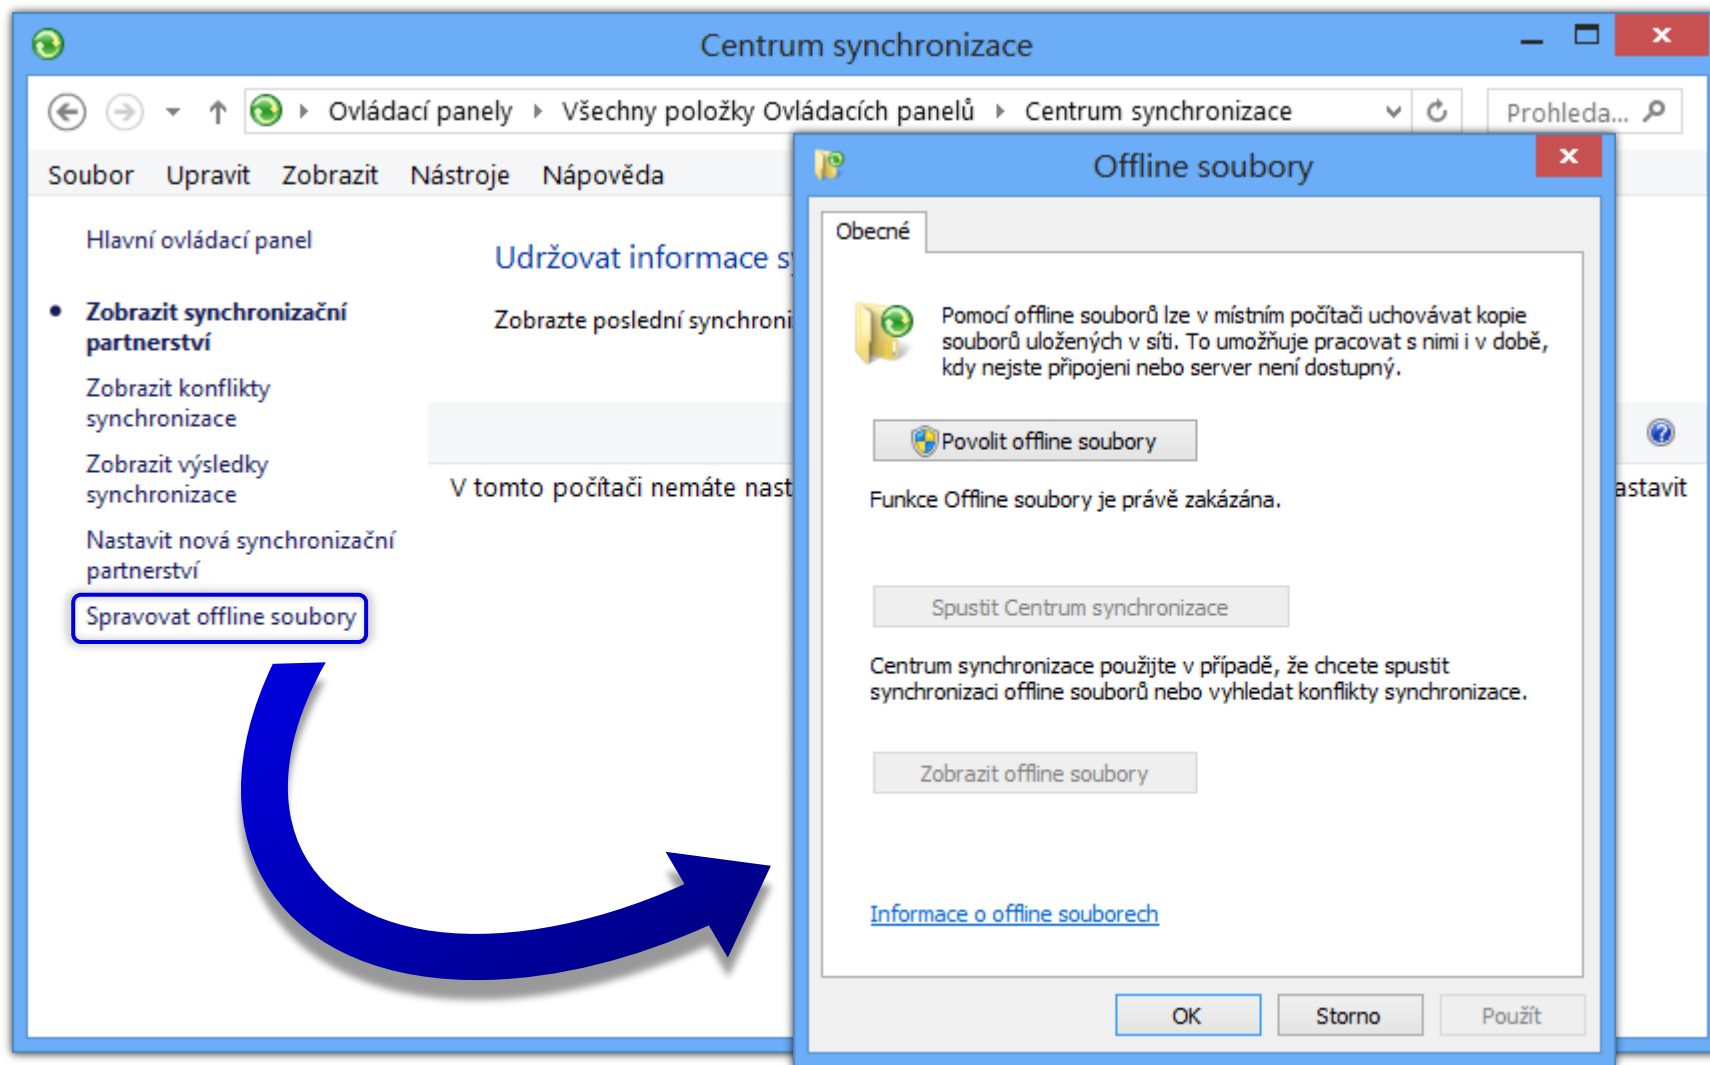 Centrum synchronizace
Ovládací panely Všechny položky Ovládacích panelů Centrum synchronizace
Prohleda...
Soubor Upravit Zobrazit Nástroje Nápověda
Hlavní ovládací panel
Zobrazit synchronizační
partnerství
Zobrazit konflikty
synchronizace
Zobrazit výsledky
synchronizace
Nastavit nová synchronizační
partnerství
Spravovat offline soubory
Udržovat informace
Zobrazte poslední synchroni
V tomto počítači nemáte nast
astavit
Offline soubory
Obecné
Pomocí offline souborů lze v místním počítači uchovávat kopie
souborů uložených v síti. To umožňuje pracovat s nimi i v době,
kdy nejste připojeni nebo server není dostupný.
Povolit offline soubory
Funkce Offline soubory je právě zakázána.
Spustit Centrum synchronizace
Centrum synchronizace použijte v případě, že chcete spustit
synchronizaci offline souborů nebo vyhledat konflikty synchronizace.
Zobrazit offline soubory
Informace o offline souborech
OK Storno Použít